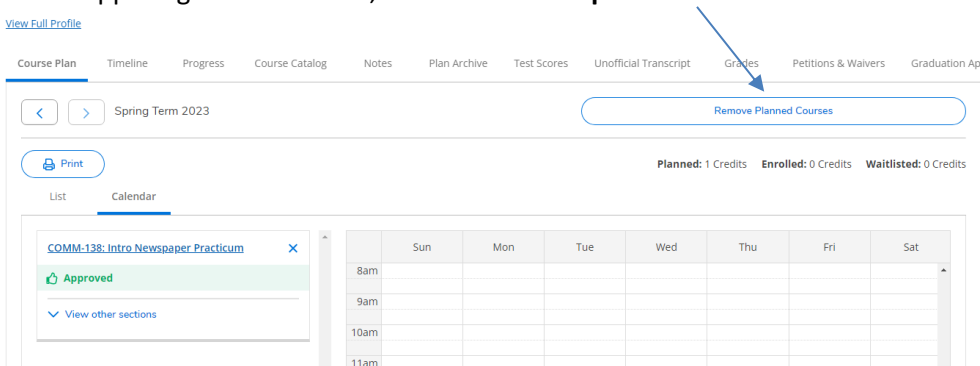 View Full Profile
Course Plan Timeline Progress Course Catalog Notes Plan Archive Test Scores Unofficial Transcript Grades Petitions & Waivers Graduation Ap
< > Spring Term 2023 Remove Planned Courses
Print Planned: 1 Credits Enrolled: 0 Credits Waitlisted: 0 Credits
List Calendar
COMM-138: Intro Newspaper Practicum Sun Mon Tue Wed Thu Fri Sat
8am
Approved
9am
View other sections
10am
11am